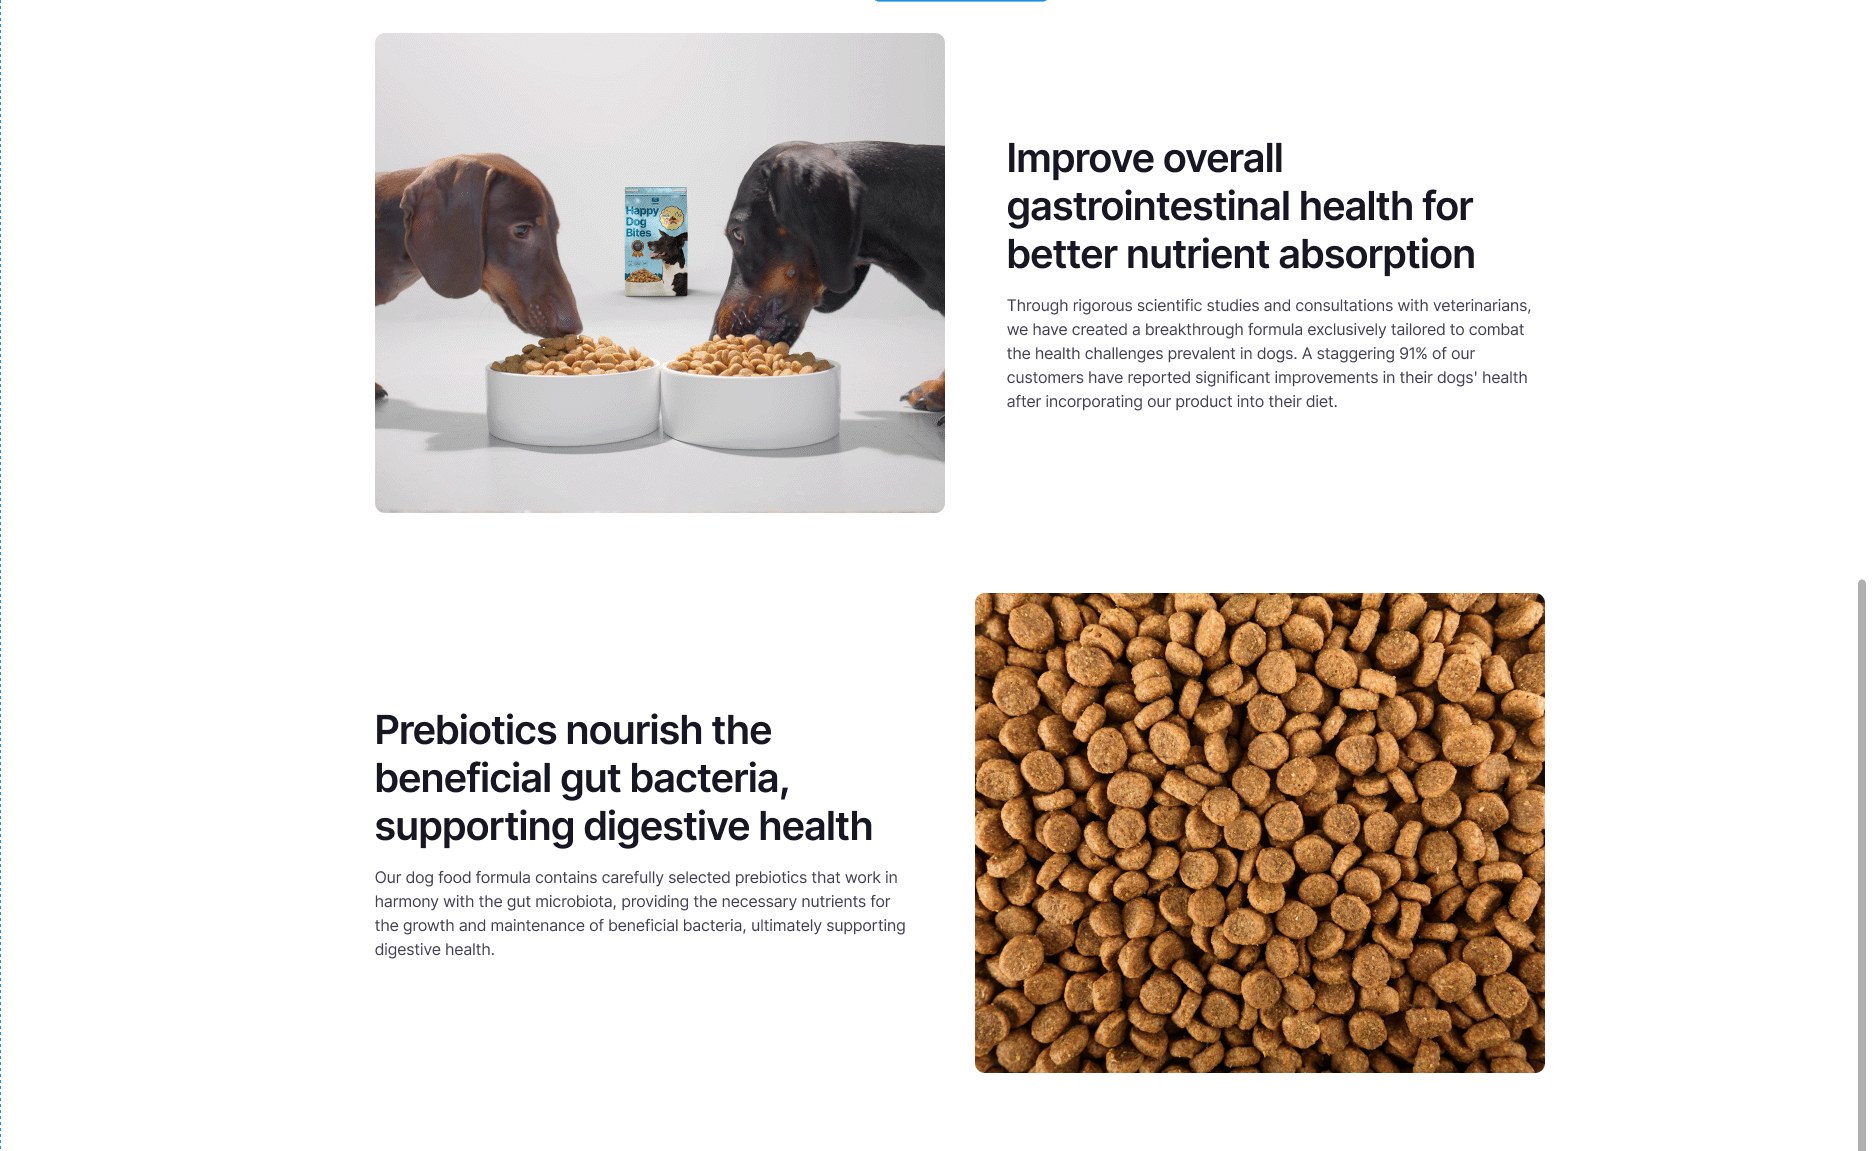 Happy
Dog
Bites
Improve overall
gastrointestinal health for
better nutrient absorption
Through rigorous scientific studies and consultations with veterinarians,
we have created a breakthrough formula exclusively tailored to combat
the health challenges prevalent in dogs. A staggering 91% of our
customers have reported significant improvements in their dogs' health
after incorporating our product into their diet.
Prebiotics nourish the
beneficial gut bacteria,
supporting digestive health
Our dog food formula contains carefully selected prebiotics that work in
harmony with the gut microbiota, providing the necessary nutrients for
the growth and maintenance of beneficial bacteria, ultimately supporting
digestive health.